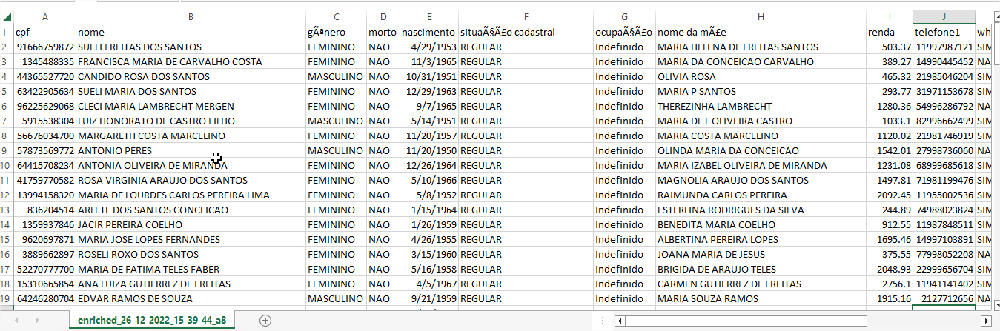 A B C D E F G H I J
1 cpf nome gÃªnero morto nascimento situaÃ§Ã£o cadastral ocupaÃ§Ã£o nome da mÃ£e renda telefone1 wh
2 91666759872 SUELI FREITAS DOS SANTOS FEMININO NAO 4/29/1953 REGULAR Indefinido MARIA HELENA DE FREITAS SANTOS 503.37 11997987121 SIM
3 1345488335 FRANCISCA MARIA DE CARVALHO COSTA FEMININO NAO 11/3/1965 REGULAR Indefinido MARIA DA CONCEICAO CARVALHO 389.27 14990445452 NA
4 44365527720 CANDIDO ROSA DOS SANTOS MASCULINO NAO 10/31/1951 REGULAR Indefinido OLIVIA ROSA 465.32 21985046204 SIM
5 63422905634 SUELI MARIA DOS SANTOS FEMININO NAO 12/29/1963 REGULAR Indefinido MARIA P SANTOS 293.77 31971153678 SIM
6 96225629068 CLECI MARIA LAMBRECHT MERGEN FEMININO NAO 9/7/1965 REGULAR Indefinido THEREZINHA LAMBRECHT 1280.36 54996286792 NA
7 5915538304 LUIZ HONORATO DE CASTRO FILHO MASCULINO NAO 5/14/1951 REGULAR Indefinido MARIA DE L OLIVEIRA CASTRO 1033.1 82996662499 SIM
8 56676034700 MARGARETH COSTA MARCELINO FEMININO NAO 11/20/1957 REGULAR Indefinido MARIA COSTA MARCELINO 1120.02 21981746919 SIM
9 57873569772 ANTONIO PERES MASCULINO NAO 11/20/1950 REGULAR Indefinido OLINDA MARIA DA CONCEICAO 1542.01 27998736060 NA
10 64415708234 ANTONIA OLIVEIRA DE MIRANDA FEMININO NAO 12/26/1964 REGULAR Indefinido MARIA IZABEL OLIVEIRA DE MIRANDA 1231.08 68999685618 SIM
11 41759770582 ROSA VIRGINIA ARAUJO DOS SANTOS FEMININO NAO 5/10/1966 REGULAR Indefinido MAGNOLIA ARAUJO DOS SANTOS 1497.81 71981199476 SIM
12 13994158320 MARIA DE LOURDES CARLOS PEREIRA LIMA FEMININO NAO 5/8/1952 REGULAR Indefinido RAIMUNDA CARLOS PEREIRA 2092.45 11955002536 SIM
13 836204514 ARLETE DOS SANTOS CONCEICAO FEMININO NAO 1/15/1964 REGULAR Indefinido ESTERLINA RODRIGUES DA SILVA 244.89 74988023824 SIM
14 1359937846 JACIR PEREIRA COELHO FEMININO NAO 1/26/1959 REGULAR Indefinido BENEDITA MARIA COELHO 912.55 11987848511 SIM
15 9620697871 MARIA JOSE LOPES FERNANDES FEMININO NAO 4/26/1955 REGULAR Indefinido ALBERTINA PEREIRA LOPES 1695.46 14997103891 SIM
16 3889662897 ROSELI ROXO DOS SANTOS FEMININO NAO 3/15/1960 REGULAR Indefinido JOANA MARIA DE JESUS 375.55 77998052208 NA
17 52270777700 MARIA DE FATIMA TELES FABER FEMININO NAO 5/16/1958 REGULAR Indefinido BRIGIDA DE ARAUJO TELES 2048.93 22999656704 SIM
18 15310665854 ANA LUIZA GUTIERREZ DE FREITAS FEMININO NAO 4/5/1967 REGULAR Indefinido CARMEN GUTIERREZ DE FREITAS 2756.1 11941141402 SIM
19 64246280704 EDVAR RAMOS DE SOUZA MASCULINO NAO 9/21/1959 REGULAR Indefinido MARIA SOUZA RAMOS 1915.16 2127712656 NA
enriched_26-12-2022_15-39-44_a8